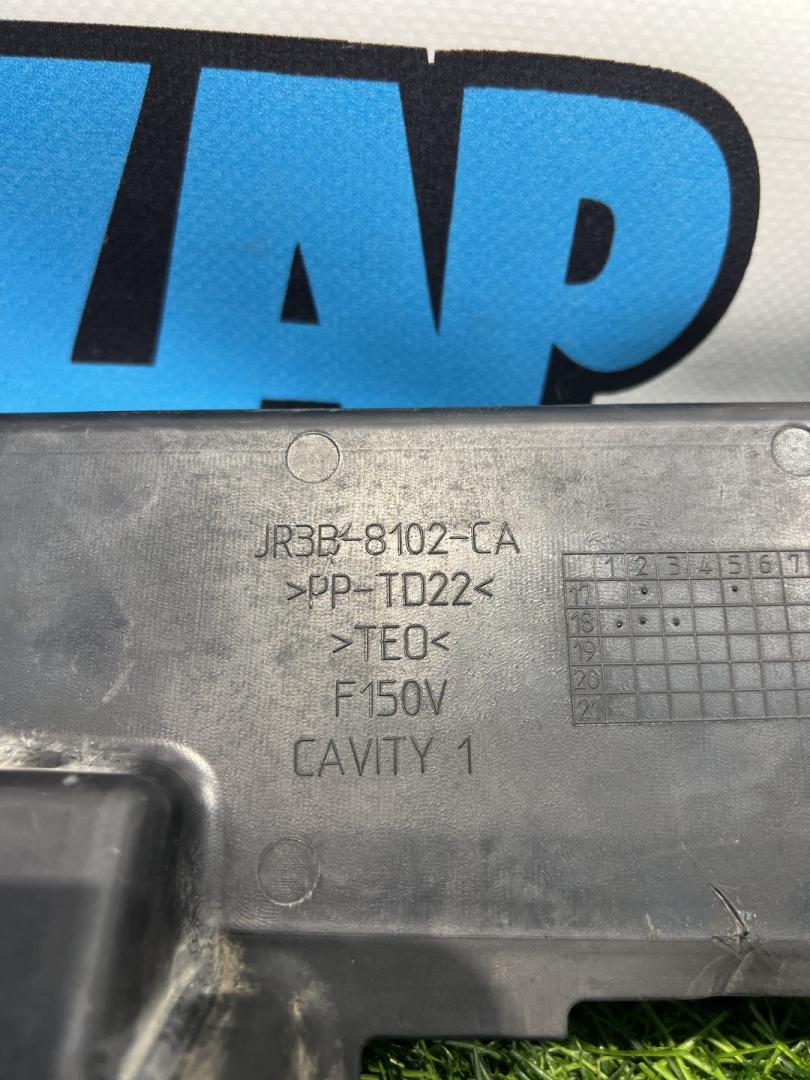 AP
JR3B-8102-CA
>PP-TD22<
>TEO<
F150V
CAVITY 1
1 2 3 4 5 6 7
17
18
19
20
21